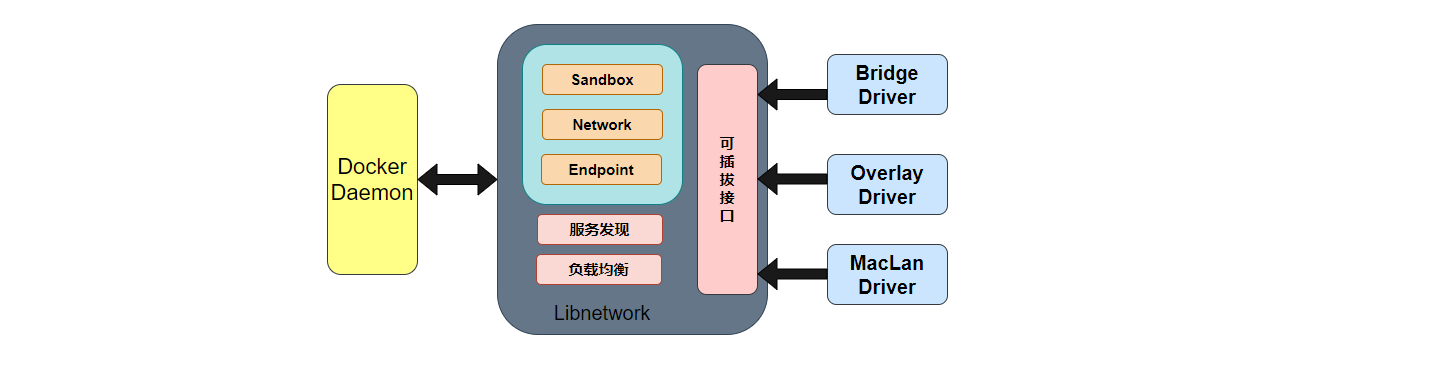 Docker
Daemon
Sandbox
Network
Endpoint
服务发现
负载均衡
Libnetwork
可
插
拔
接
口
Bridge
Driver
Overlay
Driver
MacLan
Driver